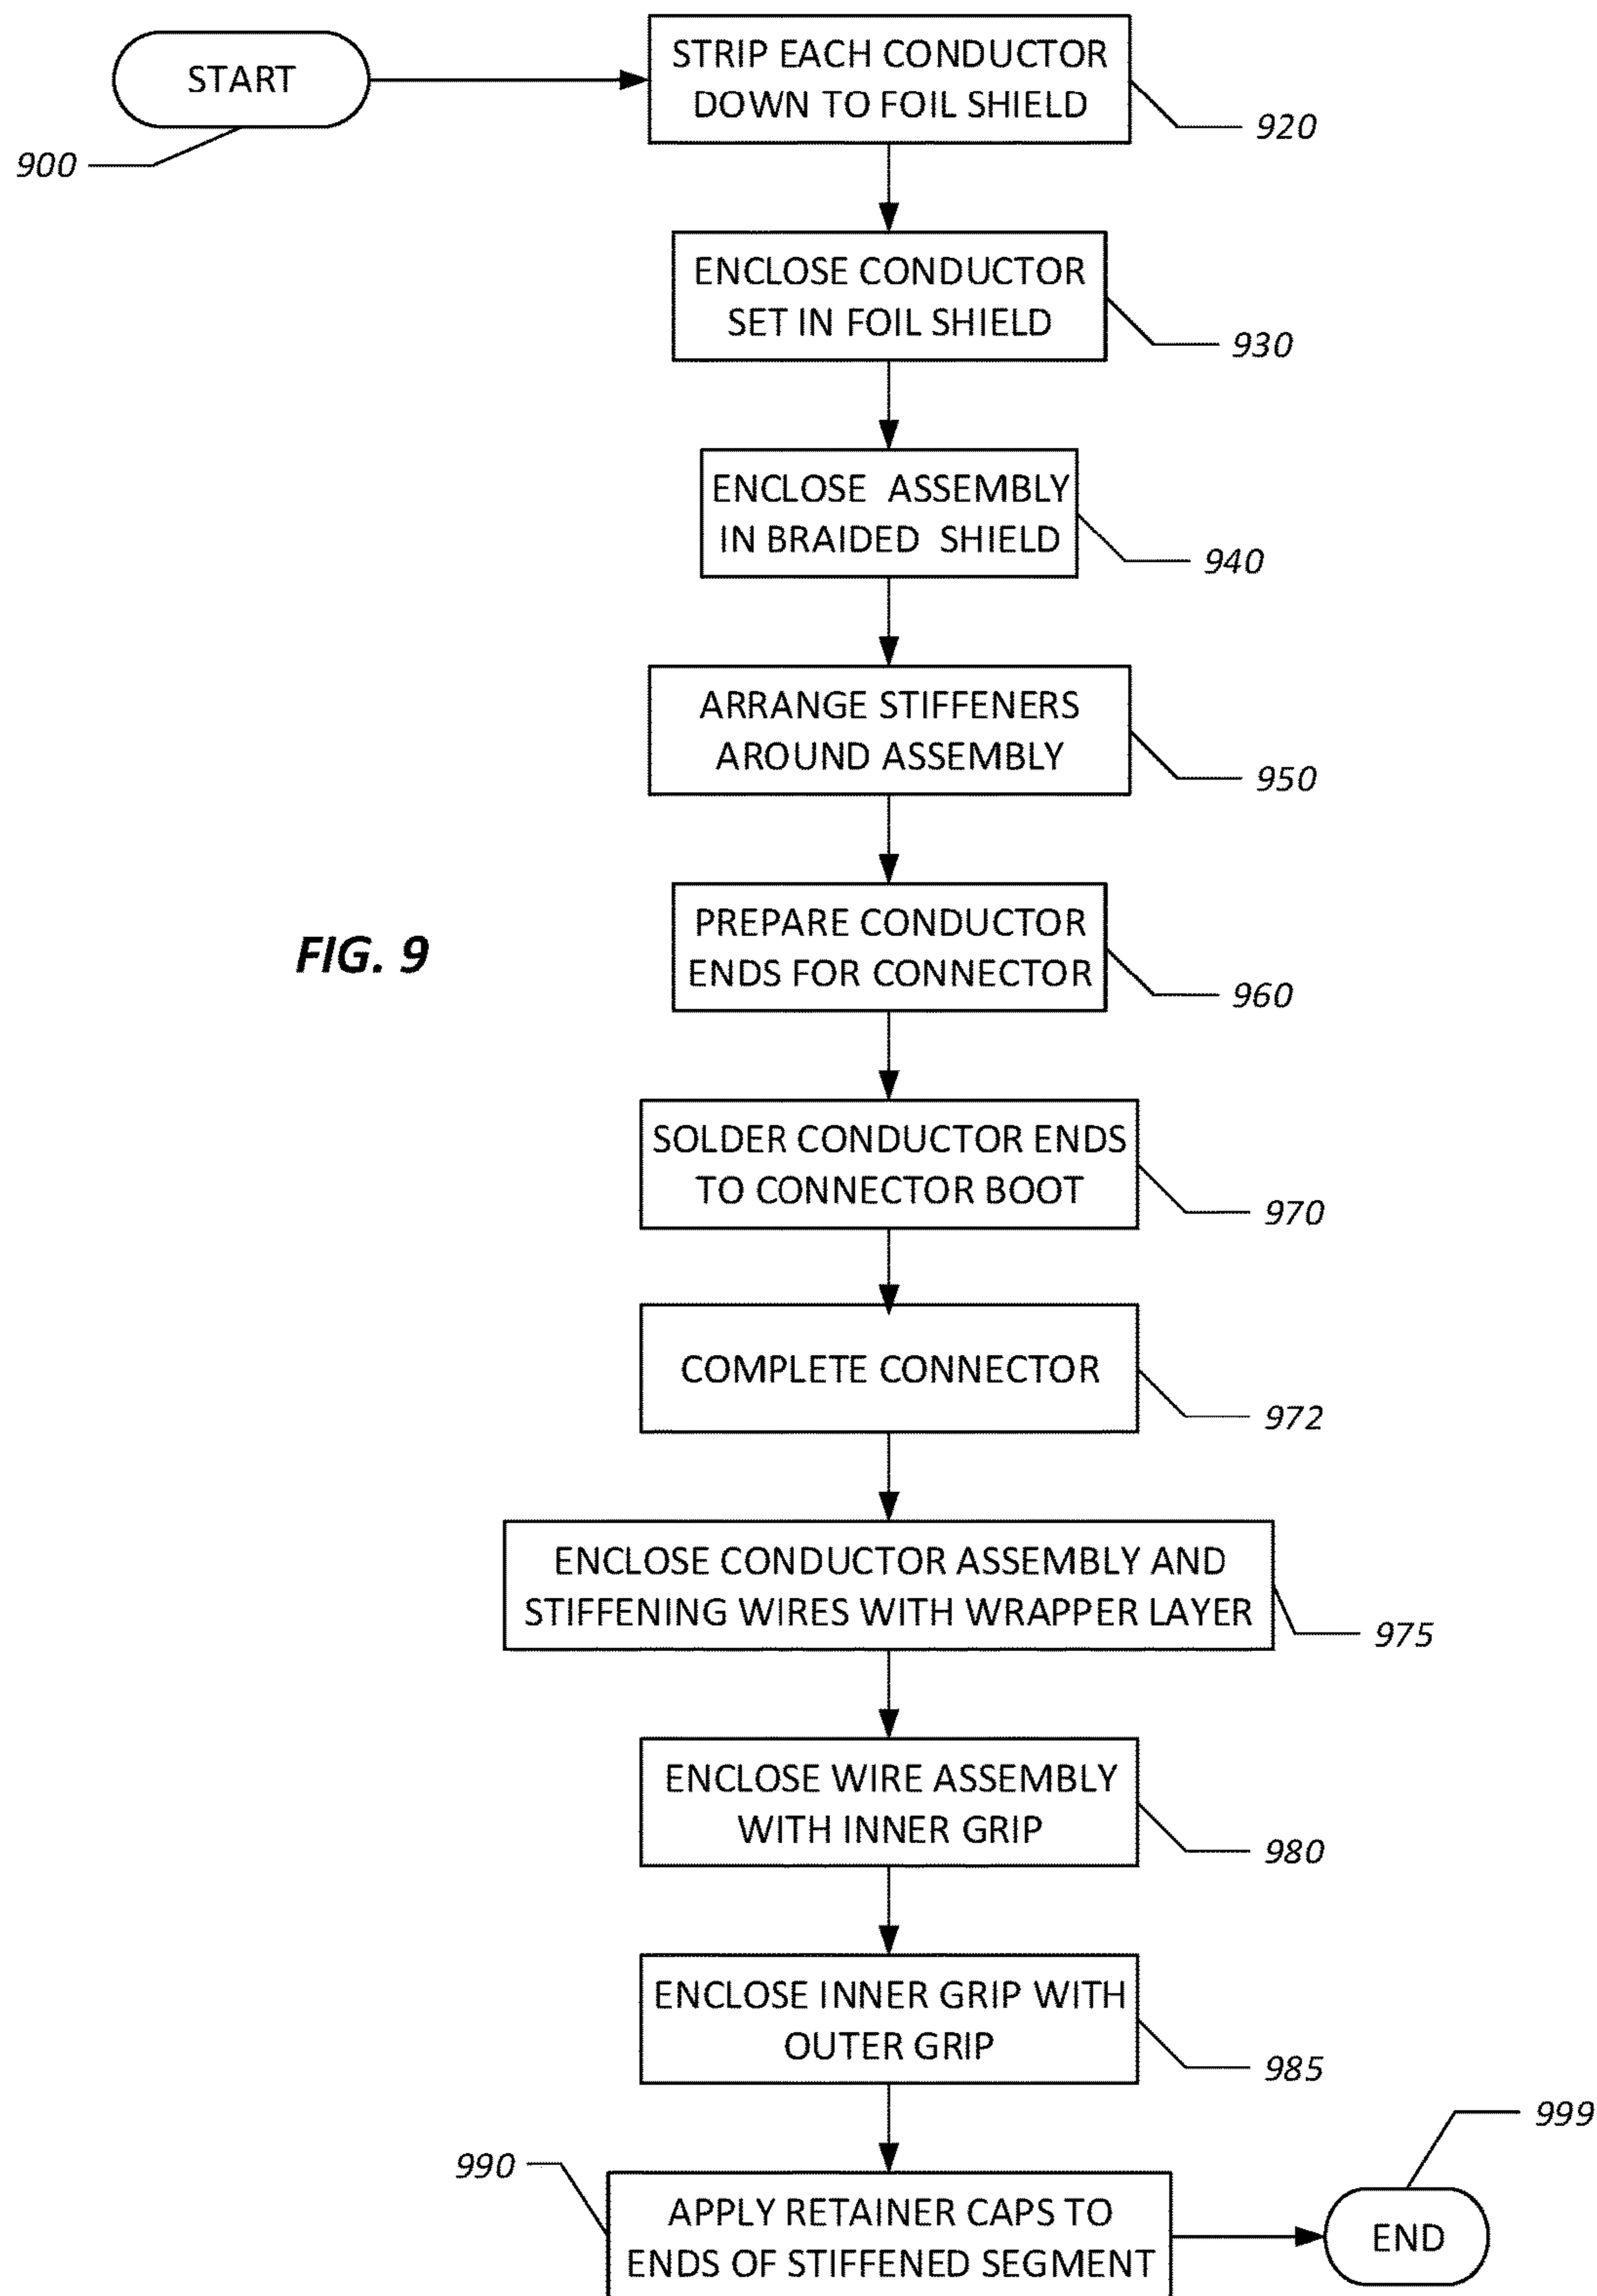 START
900
STRIP EACH CONDUCTOR
DOWN TO FOIL SHIELD
920
ENCLOSE CONDUCTOR
SET IN FOIL SHIELD
930
ENCLOSE ASSEMBLY
IN BRAIDED SHIELD
940
ARRANGE STIFFENERS
AROUND ASSEMBLY
950
FIG. 9
PREPARE CONDUCTOR
ENDS FOR CONNECTOR
960
SOLDER CONDUCTOR ENDS
TO CONNECTOR BOOT
970
COMPLETE CONNECTOR
972
ENCLOSE CONDUCTOR ASSEMBLY AND
STIFFENING WIRES WITH WRAPPER LAYER
975
ENCLOSE WIRE ASSEMBLY
WITH INNER GRIP
980
ENCLOSE INNER GRIP WITH
OUTER GRIP
985
990
APPLY RETAINER CAPS TO
ENDS OF STIFFENED SEGMENT
999
END